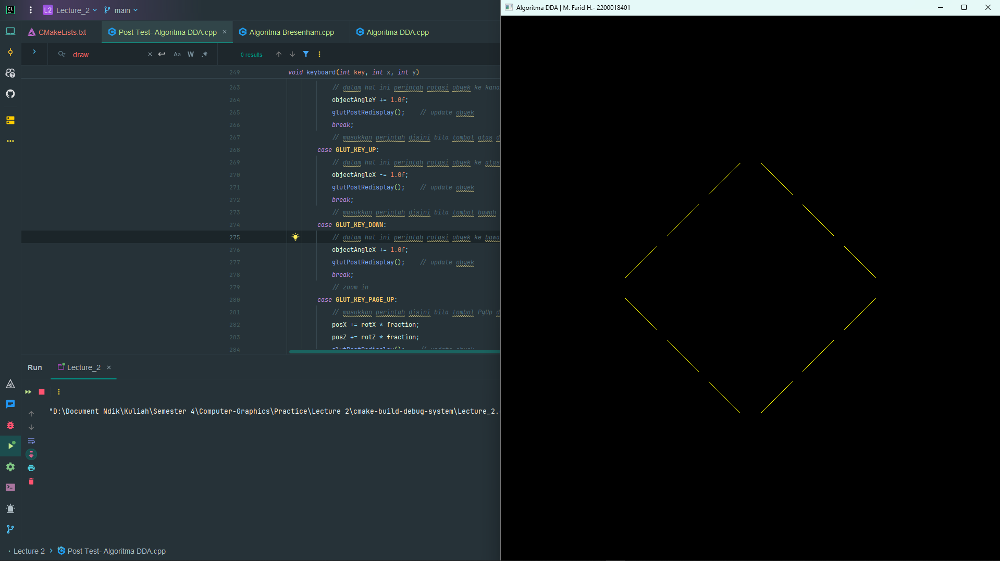 CL L2 Lecture_2 main
CMakeLists.txt Post Test- Algoritma DDA.cpp Algoritma Bresenham.cpp Algoritma DDA.cpp
draw Aa W .* 0 results
249 void keyboard(int key, int x, int y)
263 // dalam hal ini perintah rotasi obyek ke kana
264 objectAngleY += 1.0f;
265 glutPostRedisplay(); // update obyek
266 break;
267 // masukkan perintah disini bila tombol atas d
268 case GLUT_KEY_UP:
269 // dalam hal ini perintah rotasi obyek ke atas
270 objectAngleX -= 1.0f;
271 glutPostRedisplay(); // update obyek
272 break;
273 // masukkan perintah disini bila tombol bawah
274 case GLUT_KEY_DOWN:
275 // dalam hal ini perintah rotasi obyek ke bawa
276 objectAngleX += 1.0f;
277 glutPostRedisplay(); // update obyek
278 break;
279 // zoom in
280 case GLUT_KEY_PAGE_UP:
281 // masukkan perintah disini bila tombol PgUp d
282 posX += rotX * fraction;
283 posZ += rotZ * fraction;
284 glutPostRedisplay(); // update obyek
Run Lecture_2
"D:\Document Ndik\Kuliah\Semester 4\Computer-Graphics\Practice\Lecture 2\cmake-build-debug-system\Lecture_2.
Lecture 2 Post Test- Algoritma DDA.cpp
Algoritma DDA | M. Farid H.- 2200018401